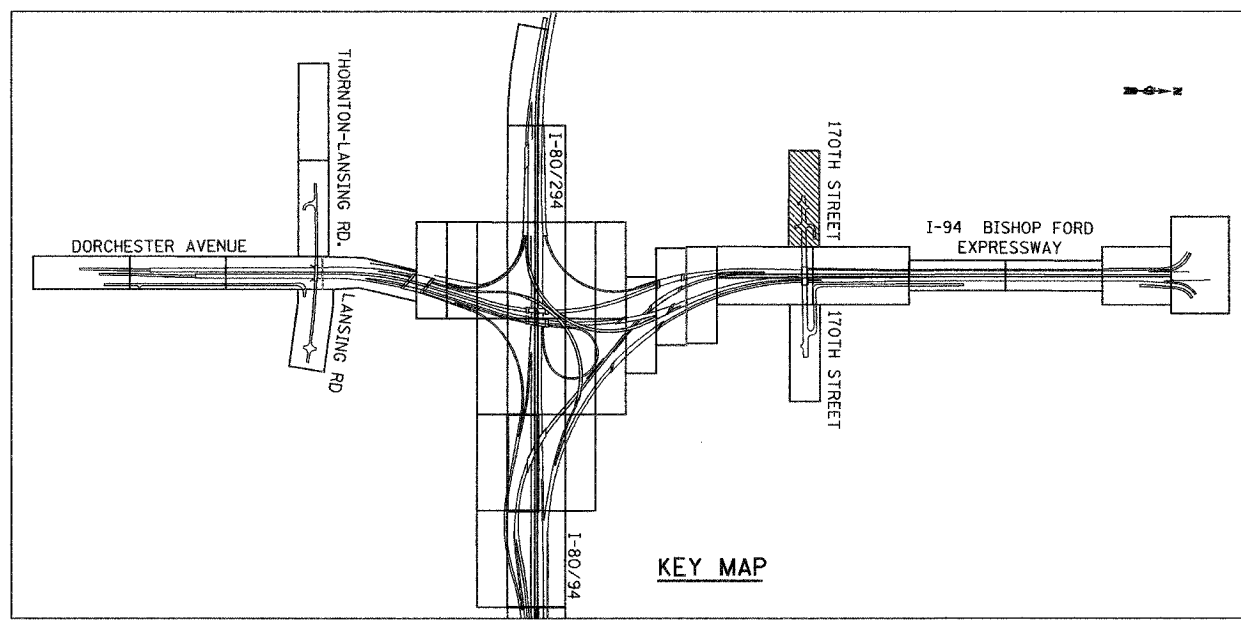 THORNTON-LANSING RD.
I-80/294
170TH STREET
N
DORCHESTER AVENUE
I-94 BISHOP FORD
EXPRESSWAY
LANSING RD
170TH STREET
I-80/94
KEY MAP